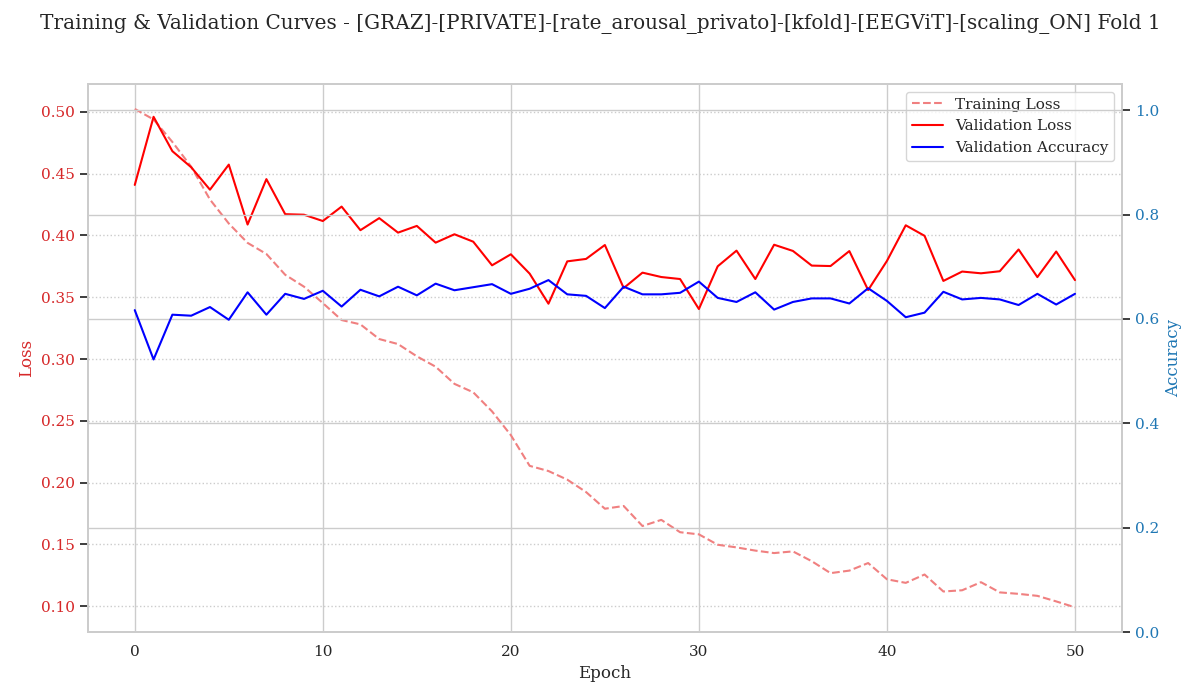 Training & Validation Curves - [GRAZ]-[PRIVATE]-[rate_arousal_privato]-[kfold]-[EEGViT]-[scaling_ON] Fold 1
Training Loss
Validation Loss
Validation Accuracy
0.50
0.45
0.40
0.35
0.30
0.25
0.20
0.15
0.10
Loss
1.0
0.8
0.6
0.4
0.2
0.0
Accuracy
0 10 20 30 40 50
Epoch